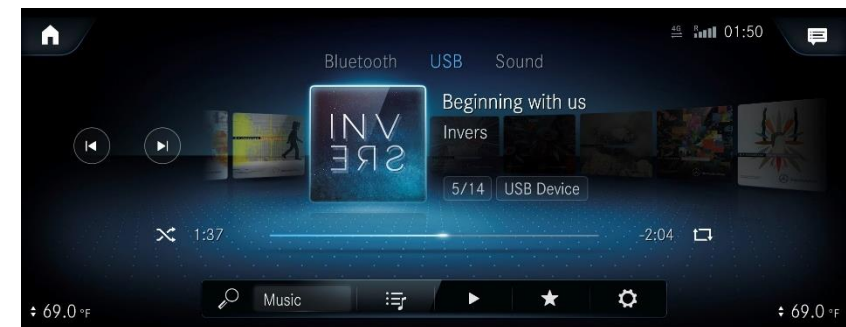 4G R 01:50
Bluetooth USB Sound
INV
ERS
Beginning with us
Invers
5/14 USB Device
1:37 -2:04
Music
69.0 °F 69.0 °F